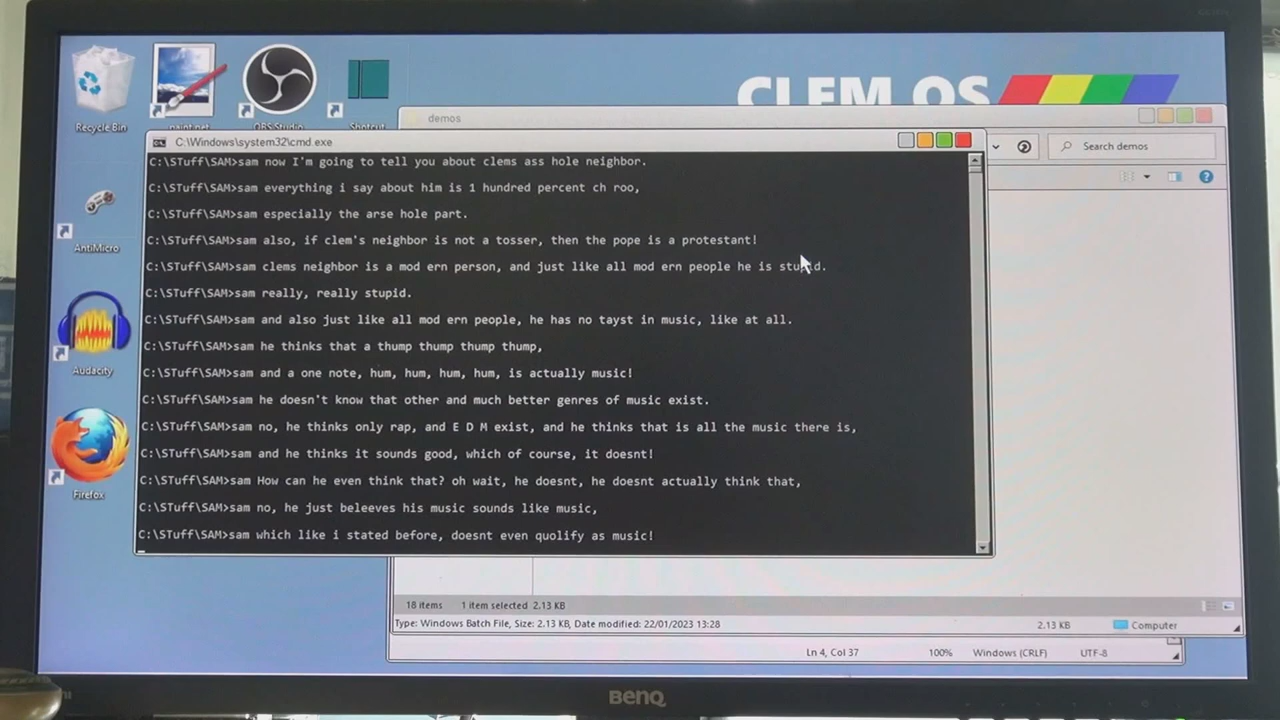 CLEM OS
Recycle Bin
paint.net
OBS Studio
Shotcut
demos
C:\Windows\system32\cmd.exe
Search demos
C:\STuff\SAM>sam now I'm going to tell you about clems ass hole neighbor.
C:\STuff\SAM>sam everything i say about him is 1 hundred percent ch roo,
C:\STuff\SAM>sam especially the arse hole part.
C:\STuff\SAM>sam also, if clem's neighbor is not a tosser, then the pope is a protestant!
C:\STuff\SAM>sam clems neighbor is a mod ern person, and just like all mod ern people he is stupid.
C:\STuff\SAM>sam really, really stupid.
C:\STuff\SAM>sam and also just like all mod ern people, he has no tayst in music, like at all.
C:\STuff\SAM>sam he thinks that a thump thump thump thump,
C:\STuff\SAM>sam and a one note, hum, hum, hum, hum, is actually music!
C:\STuff\SAM>sam he doesn't know that other and much better genres of music exist.
C:\STuff\SAM>sam no, he thinks only rap, and E D M exist, and he thinks that is all the music there is,
C:\STuff\SAM>sam and he thinks it sounds good, which of course, it doesnt!
C:\STuff\SAM>sam How can he even think that? oh wait, he doesnt, he doesnt actually think that,
C:\STuff\SAM>sam no, he just beleeves his music sounds like music,
C:\STuff\SAM>sam which like i stated before, doesnt even quolify as music!
AntiMicro
Audacity
Firefox
18 items 1 item selected 2.13 KB
Type: Windows Batch File, Size: 2.13 KB, Date modified: 22/01/2023 13:28
2.13 KB
Computer
Ln 4, Col 37
100%
Windows (CRLF)
UTF-8
BenQ